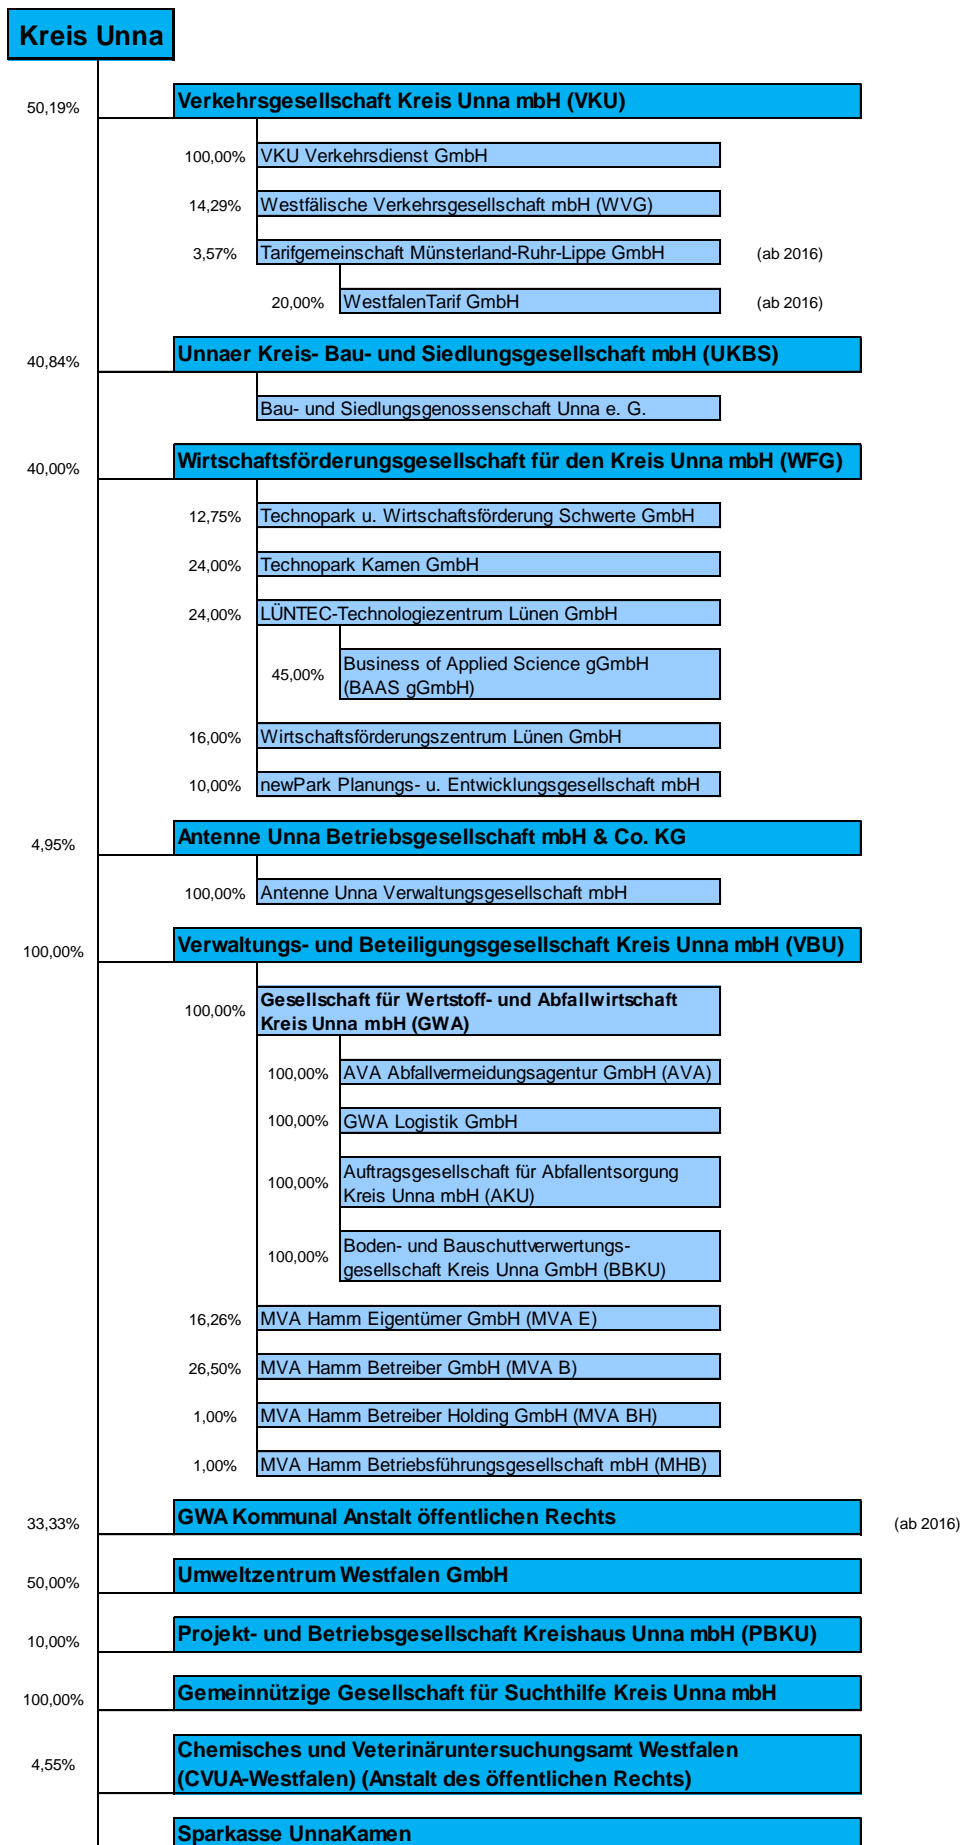 Kreis Unna
50,19%
Verkehrsgesellschaft Kreis Unna mbH (VKU)
100,00%
VKU Verkehrsdienst GmbH
14,29%
Westfälische Verkehrsgesellschaft mbH (WVG)
3,57%
Tarifgemeinschaft Münsterland-Ruhr-Lippe GmbH
(ab 2016)
20,00%
WestfalenTarif GmbH
(ab 2016)
40,84%
Unnaer Kreis- Bau- und Siedlungsgesellschaft mbH (UKBS)
Bau- und Siedlungsgenossenschaft Unna e. G.
40,00%
Wirtschaftsförderungsgesellschaft für den Kreis Unna mbH (WFG)
12,75%
Technopark u. Wirtschaftsförderung Schwerte GmbH
24,00%
Technopark Kamen GmbH
24,00%
LÜNTEC-Technologiezentrum Lünen GmbH
45,00%
Business of Applied Science gGmbH
(BAAS gGmbH)
16,00%
Wirtschaftsförderungszentrum Lünen GmbH
10,00%
newPark Planungs- u. Entwicklungsgesellschaft mbH
4,95%
Antenne Unna Betriebsgesellschaft mbH & Co. KG
100,00%
Antenne Unna Verwaltungsgesellschaft mbH
100,00%
Verwaltungs- und Beteiligungsgesellschaft Kreis Unna mbH (VBU)
100,00%
Gesellschaft für Wertstoff- und Abfallwirtschaft
Kreis Unna mbH (GWA)
100,00%
AVA Abfallvermeidungsagentur GmbH (AVA)
100,00%
GWA Logistik GmbH
100,00%
Auftragsgesellschaft für Abfallentsorgung
Kreis Unna mbH (AKU)
100,00%
Boden- und Bauschuttverwertungs-
gesellschaft Kreis Unna GmbH (BBKU)
16,26%
MVA Hamm Eigentümer GmbH (MVA E)
26,50%
MVA Hamm Betreiber GmbH (MVA B)
1,00%
MVA Hamm Betreiber Holding GmbH (MVA BH)
1,00%
MVA Hamm Betriebsführungsgesellschaft mbH (MHB)
33,33%
GWA Kommunal Anstalt öffentlichen Rechts
(ab 2016)
50,00%
Umweltzentrum Westfalen GmbH
10,00%
Projekt- und Betriebsgesellschaft Kreishaus Unna mbH (PBKU)
100,00%
Gemeinnützige Gesellschaft für Suchthilfe Kreis Unna mbH
4,55%
Chemisches und Veterinäruntersuchungsamt Westfalen
(CVUA-Westfalen) (Anstalt des öffentlichen Rechts)
Sparkasse UnnaKamen